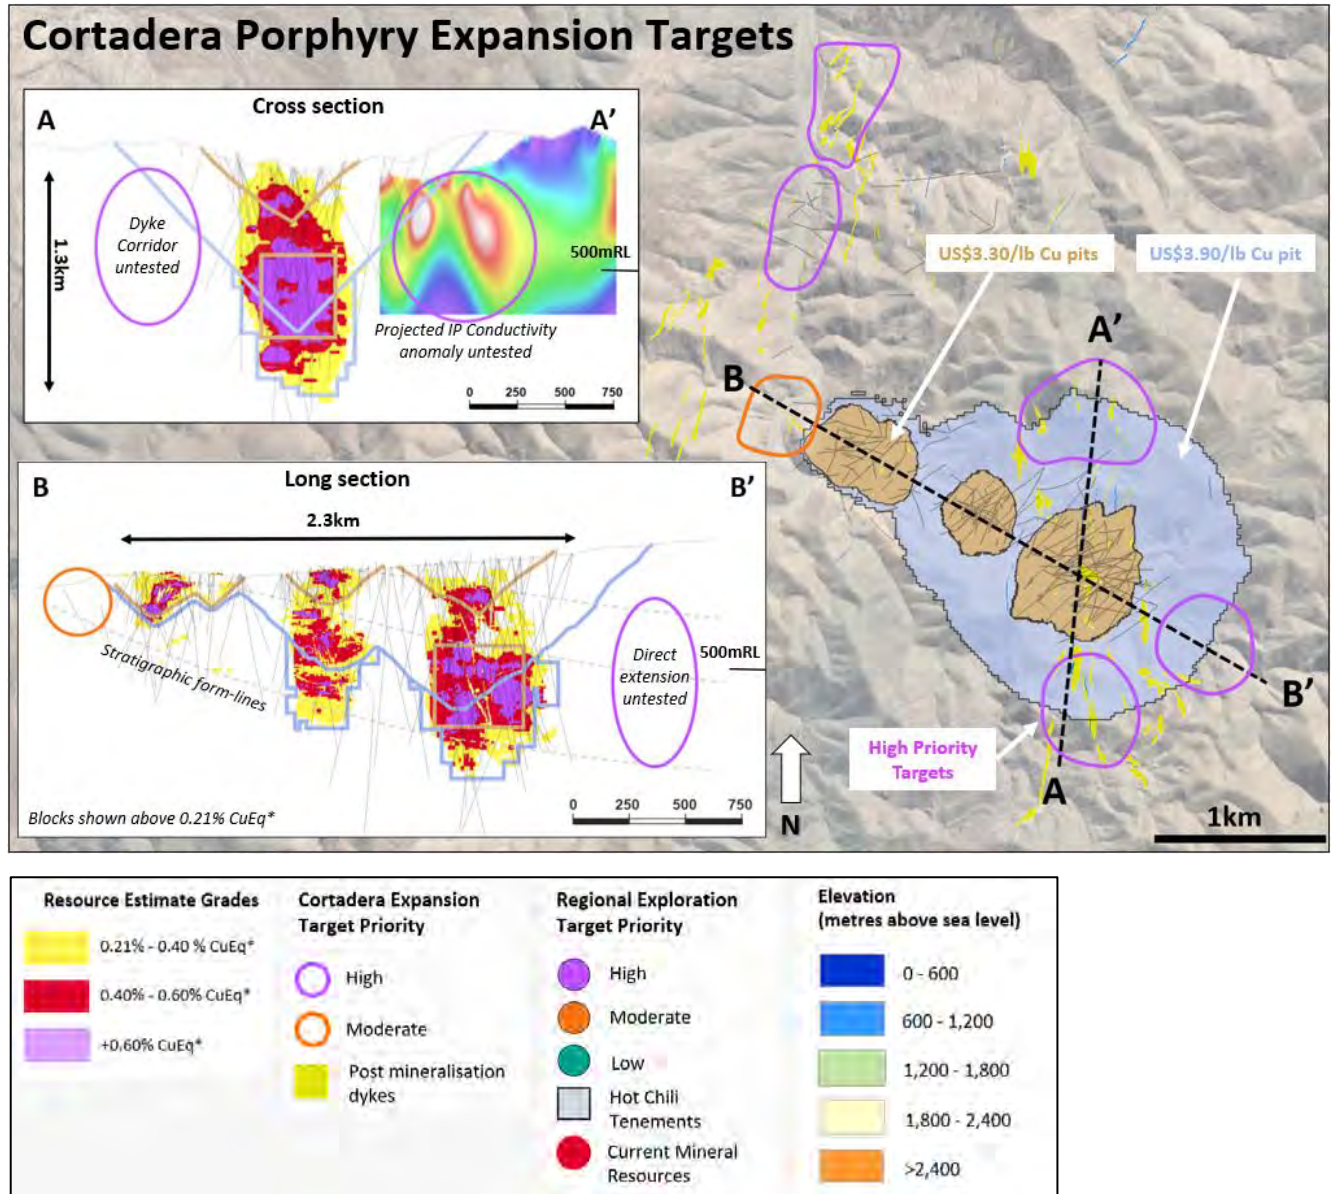 Cortadera Porphyry Expansion Targets
A
Cross section
A'
Dyke
Corridor
untested
1.3km
500mRL
Projected IP Conductivity
anomaly untested
0 250 500 750
B
Long section
B'
2.3km
Stratigraphic form-lines
Direct
extension
untested
500mRL
Blocks shown above 0.21% CuEq*
0 250 500 750
US$3.30/lb Cu pits
US$3.90/lb Cu pit
A'
B
B'
High Priority
Targets
A
N
1km
Resource Estimate Grades
0.21% - 0.40 % CuEq*
0.40% - 0.60% CuEq*
+0.60% CuEq*
Cortadera Expansion
Target Priority
High
Moderate
Post mineralisation
dykes
Regional Exploration
Target Priority
High
Moderate
Low
Hot Chili
Tenements
Current Mineral
Resources
Elevation
(metres above sea level)
0 - 600
600 - 1,200
1,200 - 1,800
1,800 - 2,400
>2,400